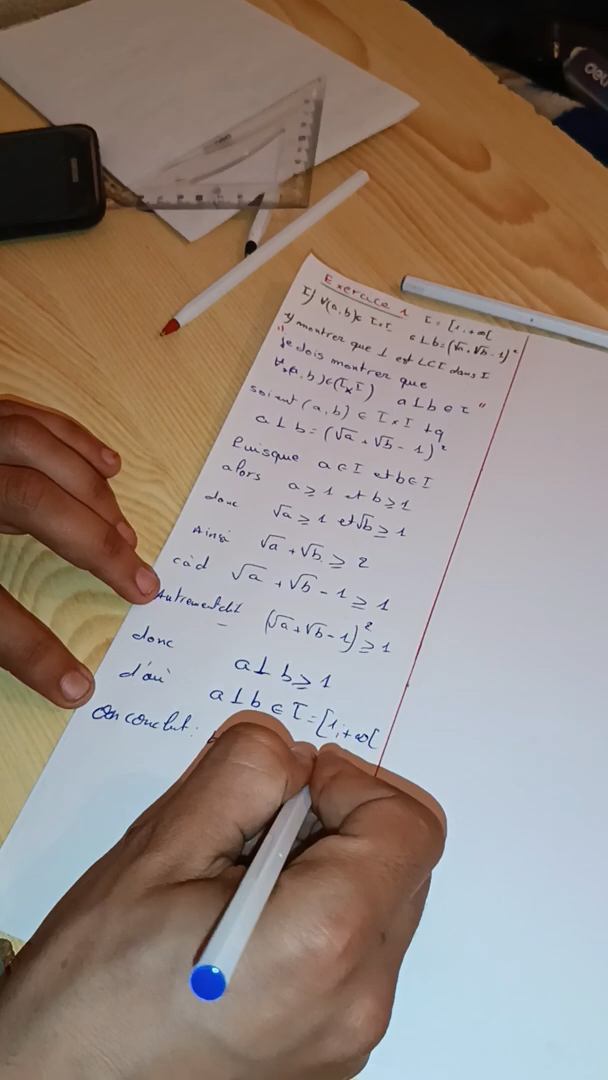 Exercice 1 I = [1,+∞[
I) ∀(a,b)∈ I×I a⊥b=(√a+√b-1)²
1) montrer que ⊥ est LCI dans I
"je dois montrer que
∀(a,b)∈(I×I) a⊥b∈I"
soient (a,b) ∈ I×I tq
a⊥b = (√a+√b-1)²
Puisque a∈I et b∈I
alors a≥1 et b≥1
donc √a≥1 et √b≥1
Ainsi √a+√b≥2
càd √a+√b-1≥1
Autrement dt (√a+√b-1)²≥1
donc a⊥b≥1
d'où a⊥b∈I=[1;+∞[
on conclut: